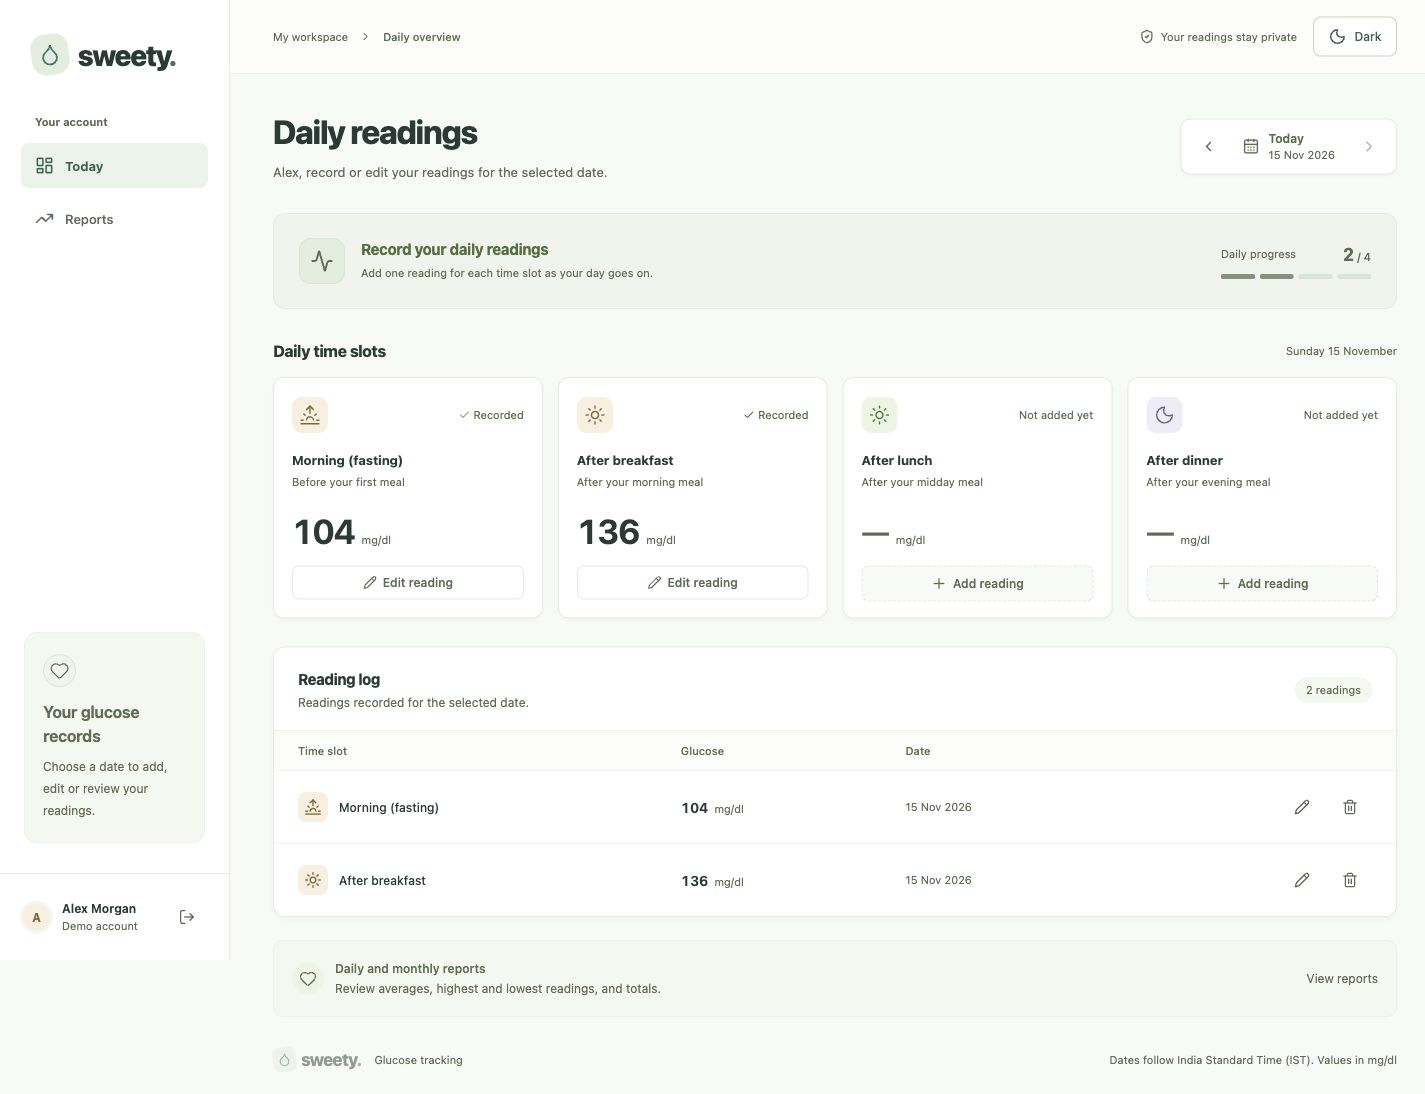 sweety.
Your account
Today
Reports
Your glucose
records
Choose a date to add,
edit or review your
readings.
A
Alex Morgan
Demo account
My workspace > Daily overview
Your readings stay private
Dark
Daily readings
Alex, record or edit your readings for the selected date.
Today
15 Nov 2026
Record your daily readings
Add one reading for each time slot as your day goes on.
Daily progress
2 / 4
Daily time slots
Sunday 15 November
Recorded
Morning (fasting)
Before your first meal
104 mg/dl
Edit reading
Recorded
After breakfast
After your morning meal
136 mg/dl
Edit reading
Not added yet
After lunch
After your midday meal
— mg/dl
Add reading
Not added yet
After dinner
After your evening meal
— mg/dl
Add reading
Reading log
Readings recorded for the selected date.
2 readings
Time slot Glucose Date
Morning (fasting) 104 mg/dl 15 Nov 2026
After breakfast 136 mg/dl 15 Nov 2026
Daily and monthly reports
Review averages, highest and lowest readings, and totals.
View reports
sweety. Glucose tracking
Dates follow India Standard Time (IST). Values in mg/dl